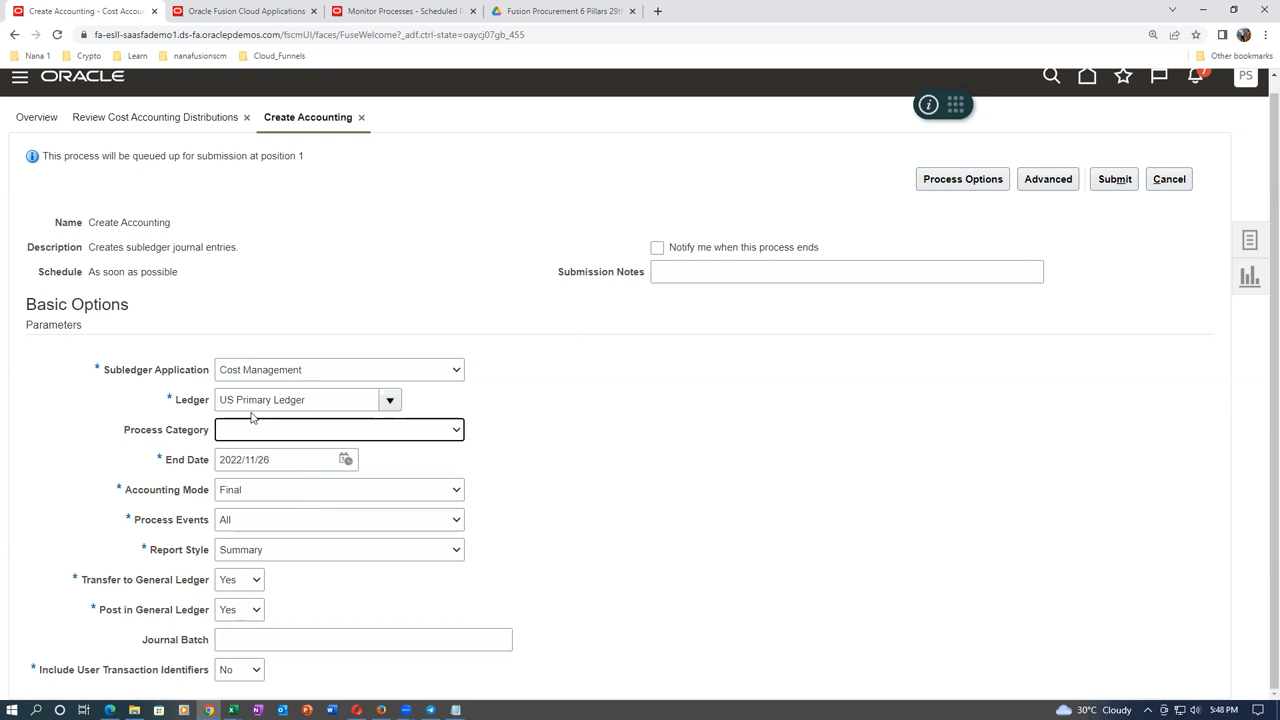 Create Accounting - Cost Accou
Oracle Fusion Cloud Applications
Monitor Processes - Scheduled P
Fusion Procurement 6 Pillars 29th
fa-esll-saasfademo1.ds-fa.oraclepdemos.com/fscmUI/faces/FuseWelcome?_adf.ctrl-state=oaycj07gb_455
Nana 1
Crypto
Learn
nanafusionscm
Cloud_Funnels
Other bookmarks
ORACLE
7
PS
Overview
Review Cost Accounting Distributions
Create Accounting
This process will be queued up for submission at position 1
Process Options
Advanced
Submit
Cancel
Name Create Accounting
Description Creates subledger journal entries.
Notify me when this process ends
Schedule As soon as possible
Submission Notes
Basic Options
Parameters
* Subledger Application Cost Management
* Ledger US Primary Ledger
Process Category
* End Date 2022/11/26
* Accounting Mode Final
* Process Events All
* Report Style Summary
* Transfer to General Ledger Yes
* Post in General Ledger Yes
Journal Batch
* Include User Transaction Identifiers No
30°C Cloudy
5:48 PM